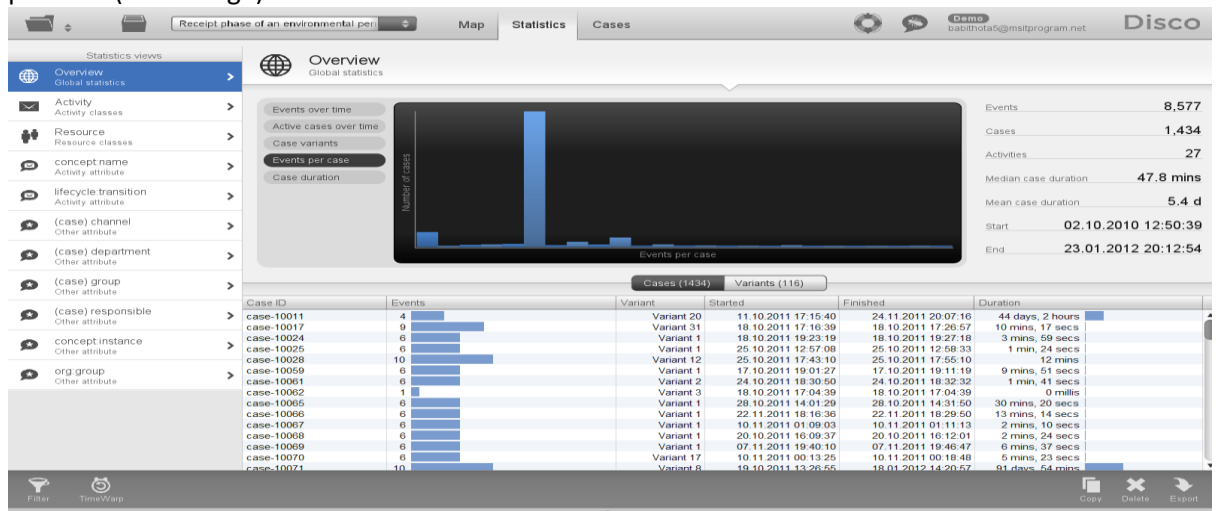 Receipt phase of an environmental per
Map
Statistics
Cases
Demo
babithota5@msitprogram.net
Disco
Statistics views
Overview
Global statistics
Activity
Activity classes
Resource
Resource classes
concept:name
Activity attribute
lifecycle:transition
Activity attribute
(case) channel
Other attribute
(case) department
Other attribute
(case) group
Other attribute
(case) responsible
Other attribute
concept:instance
Other attribute
org:group
Other attribute
Overview
Global statistics
Events over time
Active cases over time
Case variants
Events per case
Case duration
Number of cases
Events per case
Events 8,577
Cases 1,434
Activities 27
Median case duration 47.8 mins
Mean case duration 5.4 d
Start 02.10.2010 12:50:39
End 23.01.2012 20:12:54
Cases (1434) Variants (116)
Case ID Events Variant Started Finished Duration
case-10011 4 Variant 20 11.10.2011 17:15:40 24.11.2011 20:07:16 44 days, 2 hours
case-10017 9 Variant 31 18.10.2011 17:16:39 18.10.2011 17:26:57 10 mins, 17 secs
case-10024 6 Variant 1 18.10.2011 19:23:19 18.10.2011 19:27:18 3 mins, 59 secs
case-10025 6 Variant 1 25.10.2011 12:57:08 25.10.2011 12:58:33 1 min, 24 secs
case-10028 10 Variant 12 25.10.2011 17:43:10 25.10.2011 17:55:10 12 mins
case-10059 6 Variant 1 17.10.2011 19:01:27 17.10.2011 19:11:19 9 mins, 51 secs
case-10061 6 Variant 2 24.10.2011 18:30:50 24.10.2011 18:32:32 1 min, 41 secs
case-10062 1 Variant 3 18.10.2011 17:04:39 18.10.2011 17:04:39 0 millis
case-10065 6 Variant 1 28.10.2011 14:01:29 28.10.2011 14:31:50 30 mins, 20 secs
case-10066 6 Variant 1 22.11.2011 18:16:36 22.11.2011 18:29:50 13 mins, 14 secs
case-10067 6 Variant 1 10.11.2011 01:09:03 10.11.2011 01:11:13 2 mins, 10 secs
case-10068 6 Variant 1 20.10.2011 16:09:37 20.10.2011 16:12:01 2 mins, 24 secs
case-10069 6 Variant 1 07.11.2011 19:40:10 07.11.2011 19:46:47 6 mins, 37 secs
case-10070 6 Variant 17 10.11.2011 00:13:25 10.11.2011 00:18:48 5 mins, 23 secs
case-10071 10 Variant 8 19.10.2011 13:26:55 18.01.2012 14:20:57 91 days, 54 mins
Filter
TimeWarp
Copy
Delete
Export